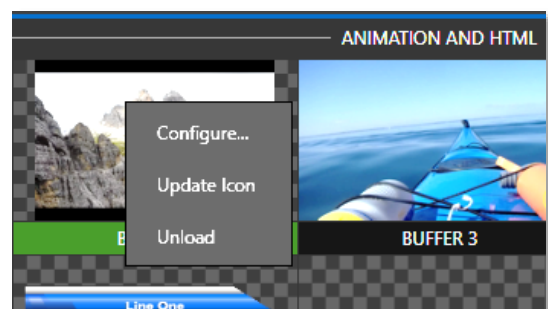 ANIMATION AND HTML
Configure...
Update Icon
Unload
B
BUFFER 3
Line One